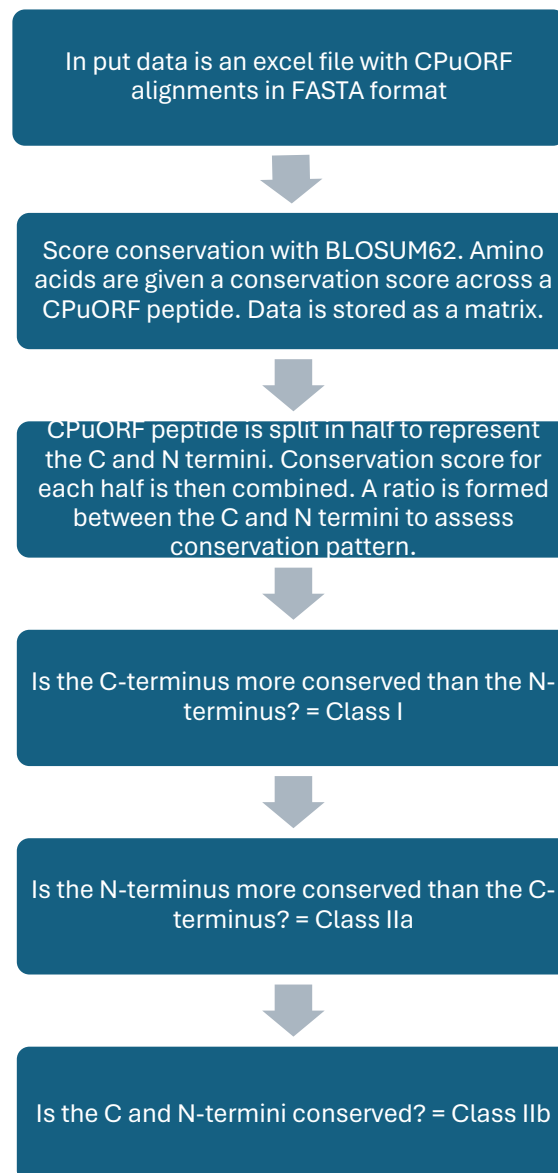 In put data is an excel file with CPuORF
alignments in FASTA format
Score conservation with BLOSUM62. Amino
acids are given a conservation score across a
CPuORF peptide. Data is stored as a matrix.
CPuORF peptide is split in half to represent
the C and N termini. Conservation score for
each half is then combined. A ratio is formed
between the C and N termini to assess
conservation pattern.
Is the C-terminus more conserved than the N-
terminus? = Class I
Is the N-terminus more conserved than the C-
terminus? = Class IIa
Is the C and N-termini conserved? = Class IIb